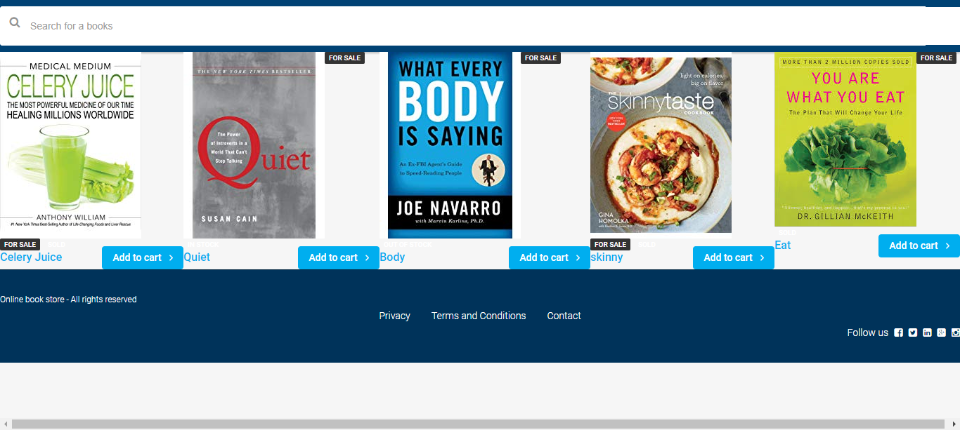 Search for a books
FOR SALE
FOR SALE
FOR SALE
MEDICAL MEDIUM
CELERY JUICE
THE MOST POWERFUL MEDICINE OF OUR TIME
HEALING MILLIONS WORLDWIDE
ANTHONY WILLIAM
THE NEW YORK TIMES BESTSELLER
The Power
of Introverts in a
World That Can't
Stop Talking
Quiet
SUSAN CAIN
WHAT EVERY
BODY
IS SAYING
An Ex-FBI Agent's Guide
to Speed-Reading People
JOE NAVARRO
with Marvin Karlins, Ph.D.
light on calories,
big on flavor
THE
skinnytaste
COOKBOOK
GINA
HOMOLKA
MORE THAN 2 MILLION COPIES SOLD
YOU ARE
WHAT YOU EAT
The Plan That Will Change Your Life
DR. GILLIAN McKEITH
FOR SALE
FOR SALE
Celery Juice
Add to cart
Quiet
Add to cart
Body
Add to cart
skinny
Add to cart
Eat
Add to cart
Online book store - All rights reserved
Privacy
Terms and Conditions
Contact
Follow us